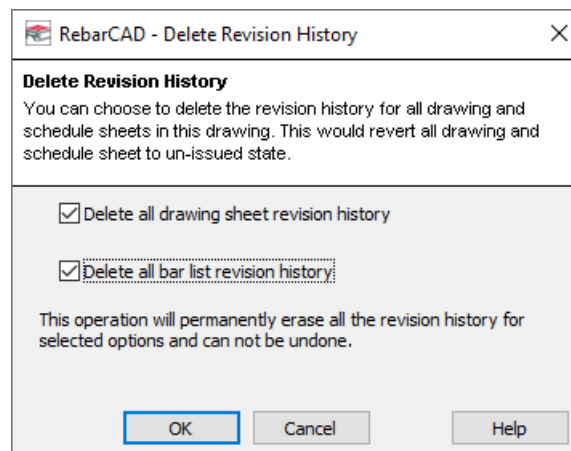 RebarCAD - Delete Revision History
Delete Revision History
You can choose to delete the revision history for all drawing and
schedule sheets in this drawing. This would revert all drawing and
schedule sheet to un-issued state.
Delete all drawing sheet revision history
Delete all bar list revision history
This operation will permanently erase all the revision history for
selected options and can not be undone.
OK Cancel Help